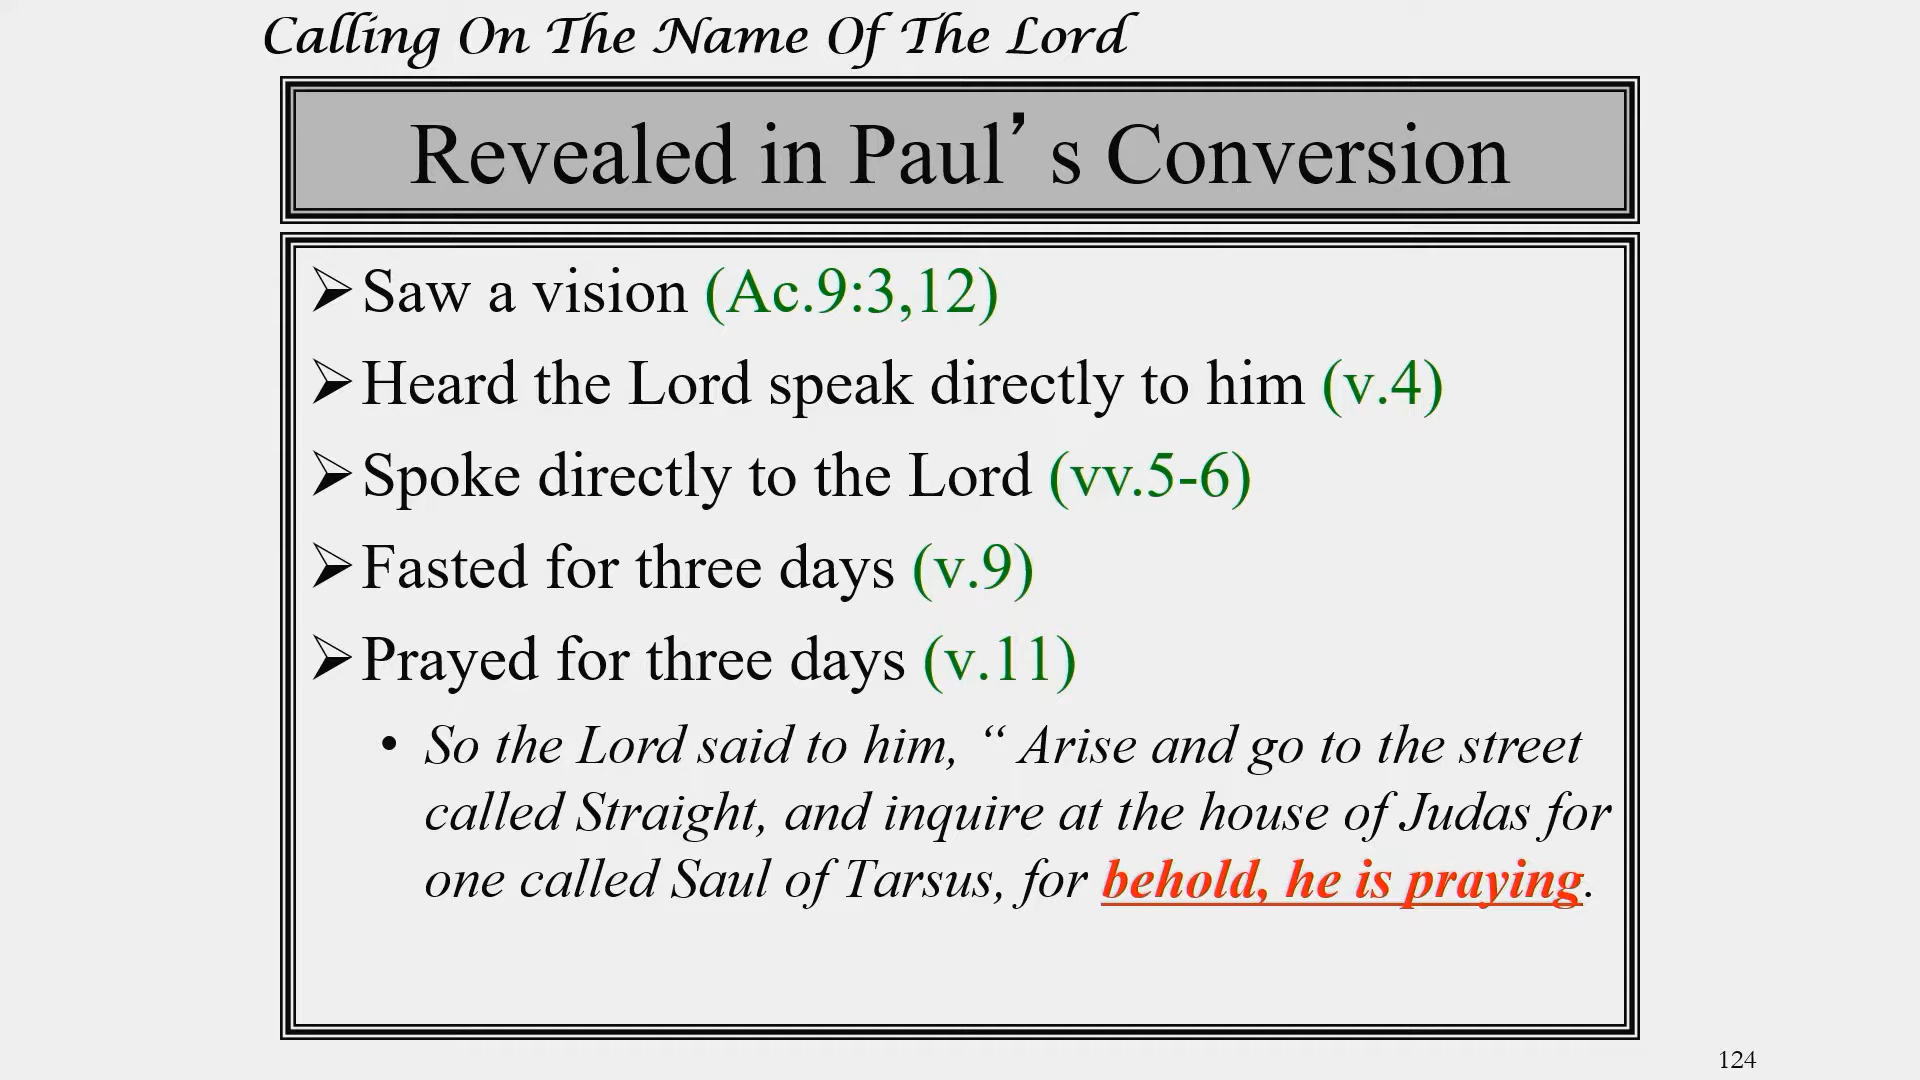 Calling On The Name Of The Lord
Revealed in Paul’s Conversion
➢Saw a vision (Ac.9:3,12)
➢Heard the Lord speak directly to him (v.4)
➢Spoke directly to the Lord (vv.5-6)
➢Fasted for three days (v.9)
➢Prayed for three days (v.11)
• So the Lord said to him, “ Arise and go to the street
called Straight, and inquire at the house of Judas for
one called Saul of Tarsus, for behold, he is praying.
124